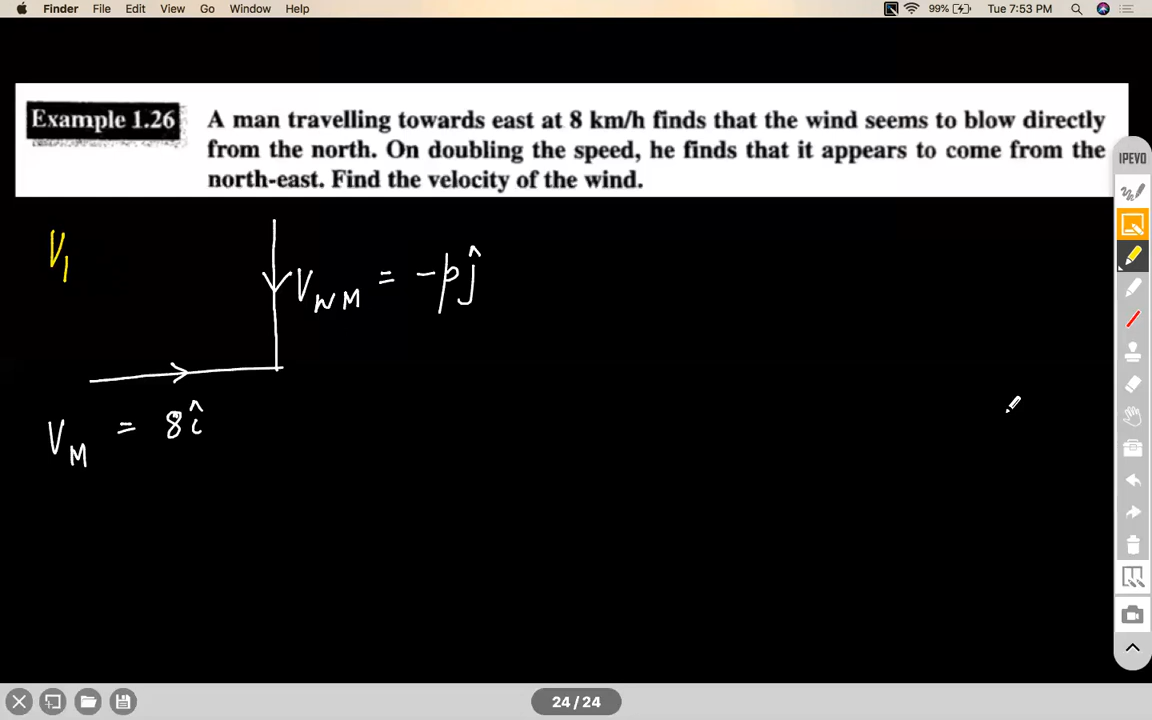 Finder File Edit View Go Window Help 99% Tue 7:53 PM
Example 1.26 A man travelling towards east at 8 km/h finds that the wind seems to blow directly
from the north. On doubling the speed, he finds that it appears to come from the
north-east. Find the velocity of the wind.
IPEVO
V1
VWM = -pĵ
VM = 8î
24/24